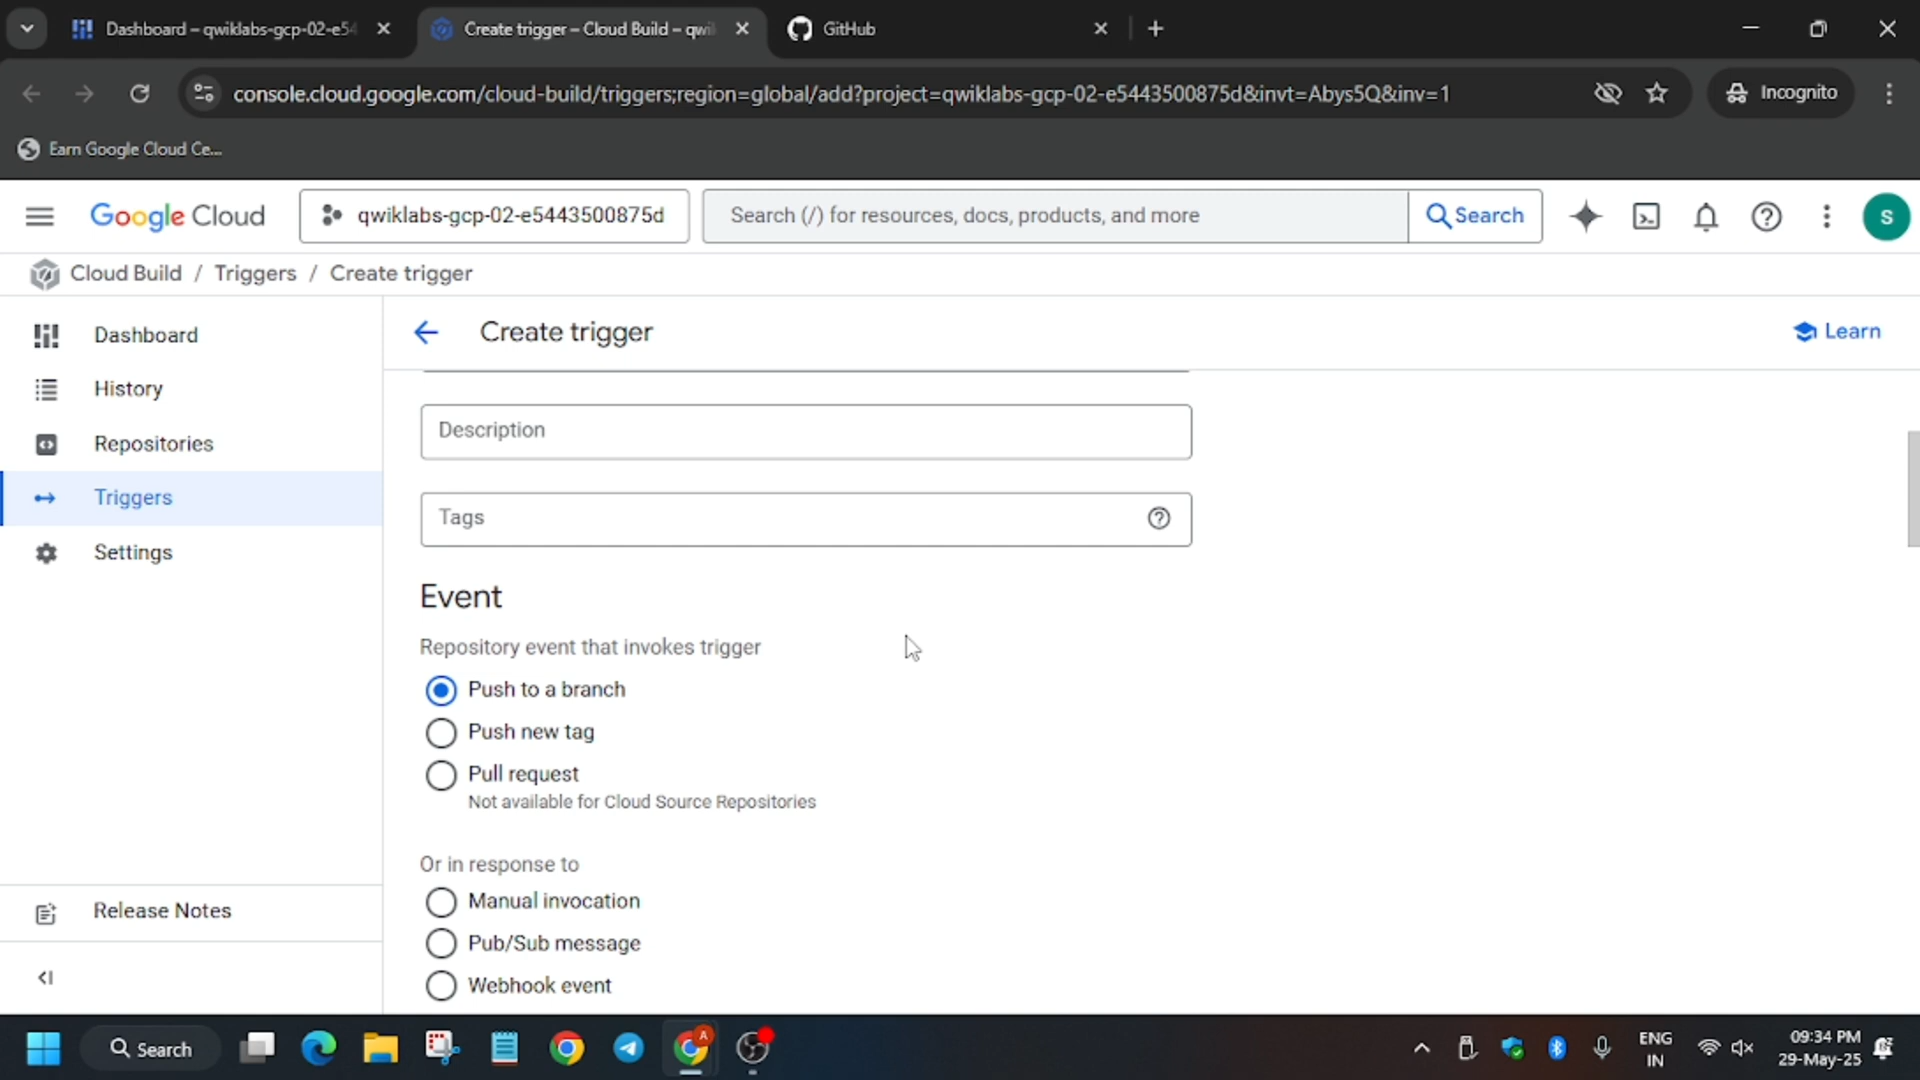 Dashboard – qwiklabs-gcp-02-e54
Create trigger – Cloud Build – qwi
GitHub
console.cloud.google.com/cloud-build/triggers;region=global/add?project=qwiklabs-gcp-02-e5443500875d&invt=Abys5Q&inv=1
Incognito
Earn Google Cloud Ce...
Google Cloud
qwiklabs-gcp-02-e5443500875d
Search (/) for resources, docs, products, and more
Search
S
Cloud Build / Triggers / Create trigger
Dashboard
History
Repositories
Triggers
Settings
Release Notes
Create trigger
Learn
Description
Tags
Event
Repository event that invokes trigger
Push to a branch
Push new tag
Pull request
Not available for Cloud Source Repositories
Or in response to
Manual invocation
Pub/Sub message
Webhook event
Search
A
ENG
IN
09:34 PM
29-May-25